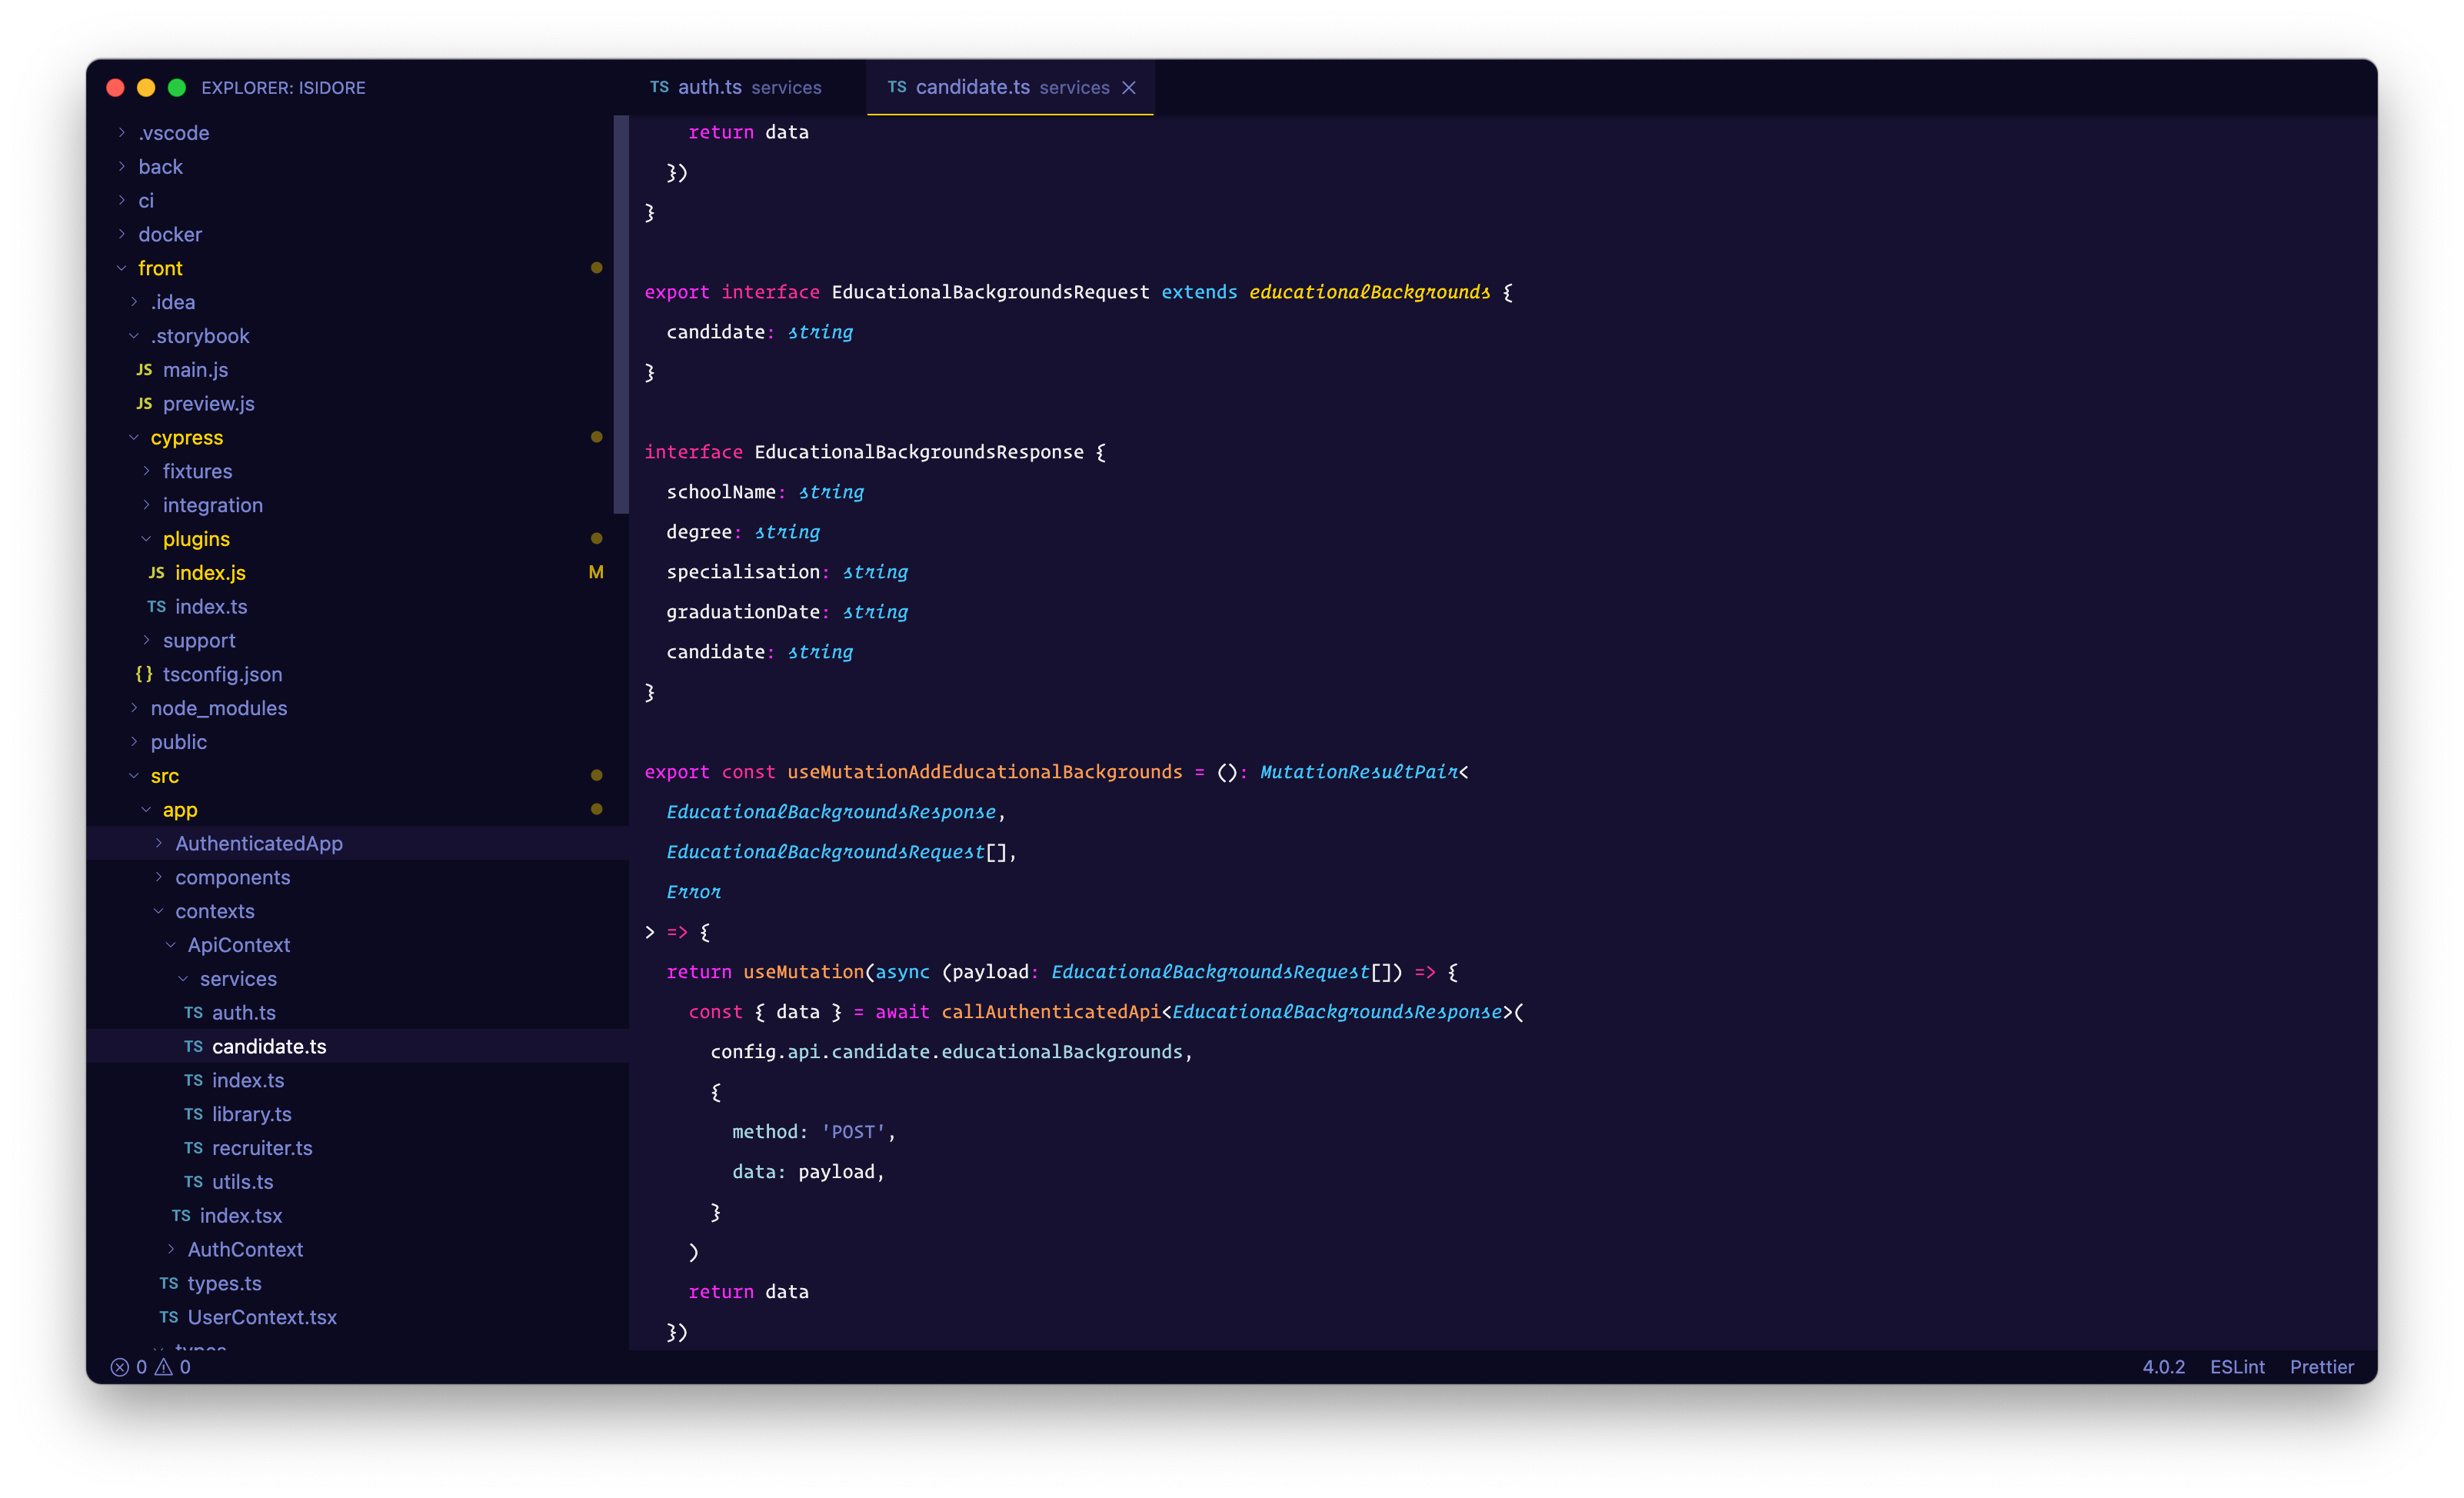 EXPLORER: ISIDORE
TS auth.ts services
TS candidate.ts services
.vscode
back
ci
docker
front
.idea
.storybook
JS main.js
JS preview.js
cypress
fixtures
integration
plugins
JS index.js M
TS index.ts
support
{} tsconfig.json
node_modules
public
src
app
AuthenticatedApp
components
contexts
ApiContext
services
TS auth.ts
TS candidate.ts
TS index.ts
TS library.ts
TS recruiter.ts
TS utils.ts
TS index.tsx
AuthContext
TS types.ts
TS UserContext.tsx
types
return data
})
}
export interface EducationalBackgroundsRequest extends educationalBackgrounds {
candidate: string
}
interface EducationalBackgroundsResponse {
schoolName: string
degree: string
specialisation: string
graduationDate: string
candidate: string
}
export const useMutationAddEducationalBackgrounds = (): MutationResultPair<
EducationalBackgroundsResponse,
EducationalBackgroundsRequest[],
Error
> => {
return useMutation(async (payload: EducationalBackgroundsRequest[]) => {
const { data } = await callAuthenticatedApi<EducationalBackgroundsResponse>(
config.api.candidate.educationalBackgrounds,
{
method: 'POST',
data: payload,
}
)
return data
})
0 0
4.0.2 ESLint Prettier